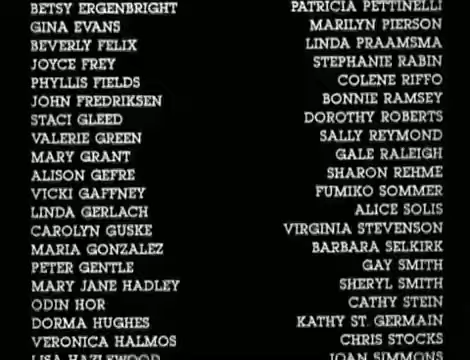 BETSY ERGENBRIGHT
GINA EVANS
BEVERLY FELIX
JOYCE FREY
PHYLLIS FIELDS
JOHN FREDRIKSEN
STACI GLEED
VALERIE GREEN
MARY GRANT
ALISON GEFRE
VICKI GAFFNEY
LINDA GERLACH
CAROLYN GUSKE
MARIA GONZALEZ
PETER GENTLE
MARY JANE HADLEY
ODIN HOR
DORMA HUGHES
VERONICA HALMOS
LISA HAZLEWOOD
PATRICIA PETTINELLI
MARILYN PIERSON
LINDA PRAAMSMA
STEPHANIE RABIN
COLENE RIFFO
BONNIE RAMSEY
DOROTHY ROBERTS
SALLY REYMOND
GALE RALEIGH
SHARON REHME
FUMIKO SOMMER
ALICE SOLIS
VIRGINIA STEVENSON
BARBARA SELKIRK
GAY SMITH
SHERYL SMITH
CATHY STEIN
KATHY ST. GERMAIN
CHRIS STOCKS
JOAN SIMMONS